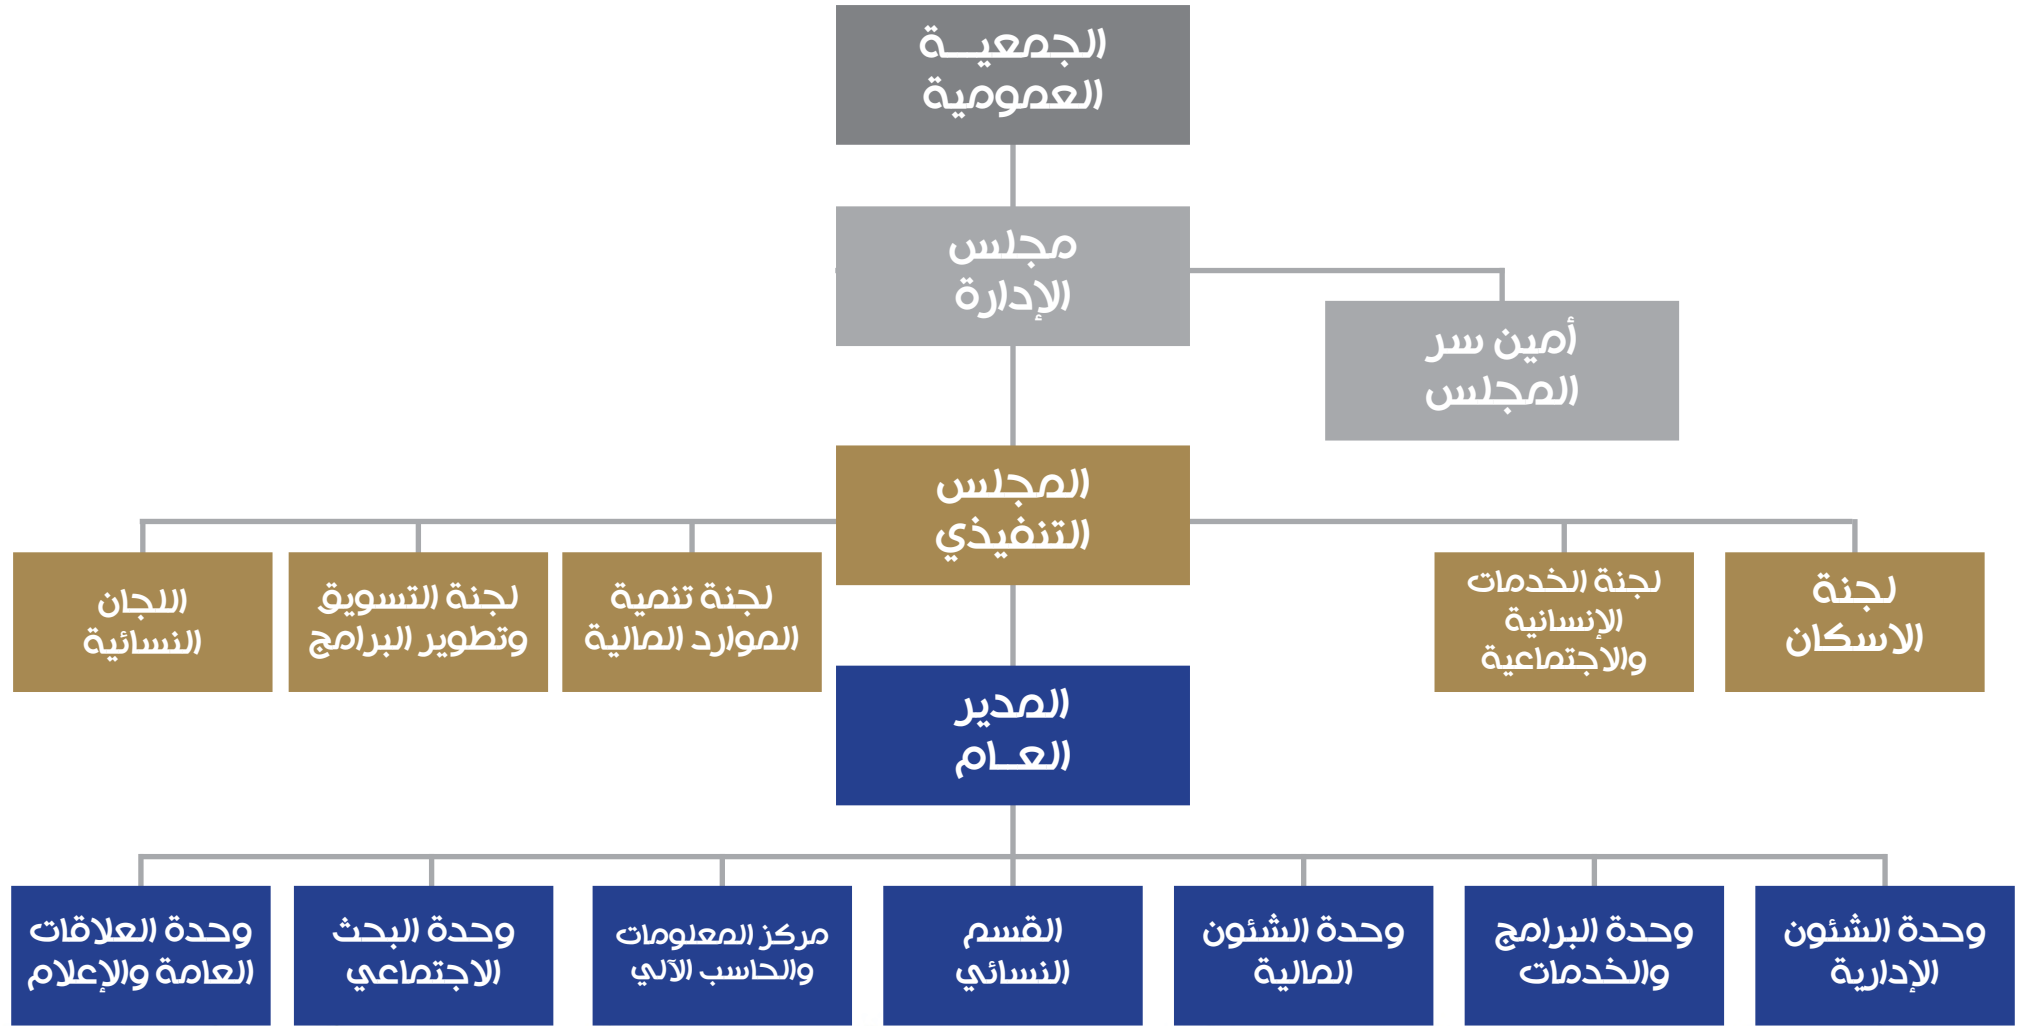 الجمعية
العمومية
مجلس
الإدارة
أمين سر
المجلس
المجلس
التنفيذي
لجنة
الاسكان
لجنة الخدمات
الإنسانية
والاجتماعية
لجنة تنمية
الموارد المالية
لجنة التسويق
وتطوير البرامج
اللجان
النسائية
المدير
العام
وحدة الشئون
الإدارية
وحدة البرامج
والخدمات
وحدة الشئون
المالية
القسم
النسائي
مركز المعلومات
والحاسب الآلي
وحدة البحث
الاجتماعي
وحدة العلاقات
العامة والإعلام